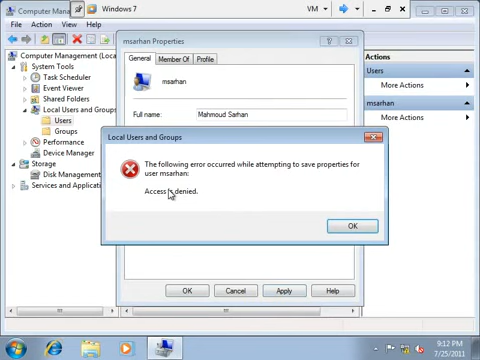 Computer Mana
Windows 7
VM
File Action View Help
Computer Management (Local
System Tools
Task Scheduler
Event Viewer
Shared Folders
Local Users and Groups
Users
Groups
Performance
Device Manager
Storage
Disk Management
Services and Applicati
msarhan Properties
General Member Of Profile
msarhan
Full name: Mahmoud Sarhan
Local Users and Groups
The following error occurred while attempting to save properties for
user msarhan:
Access is denied.
OK
OK Cancel Apply Help
Actions
Users
More Actions
msarhan
More Actions
9:12 PM
7/25/2011